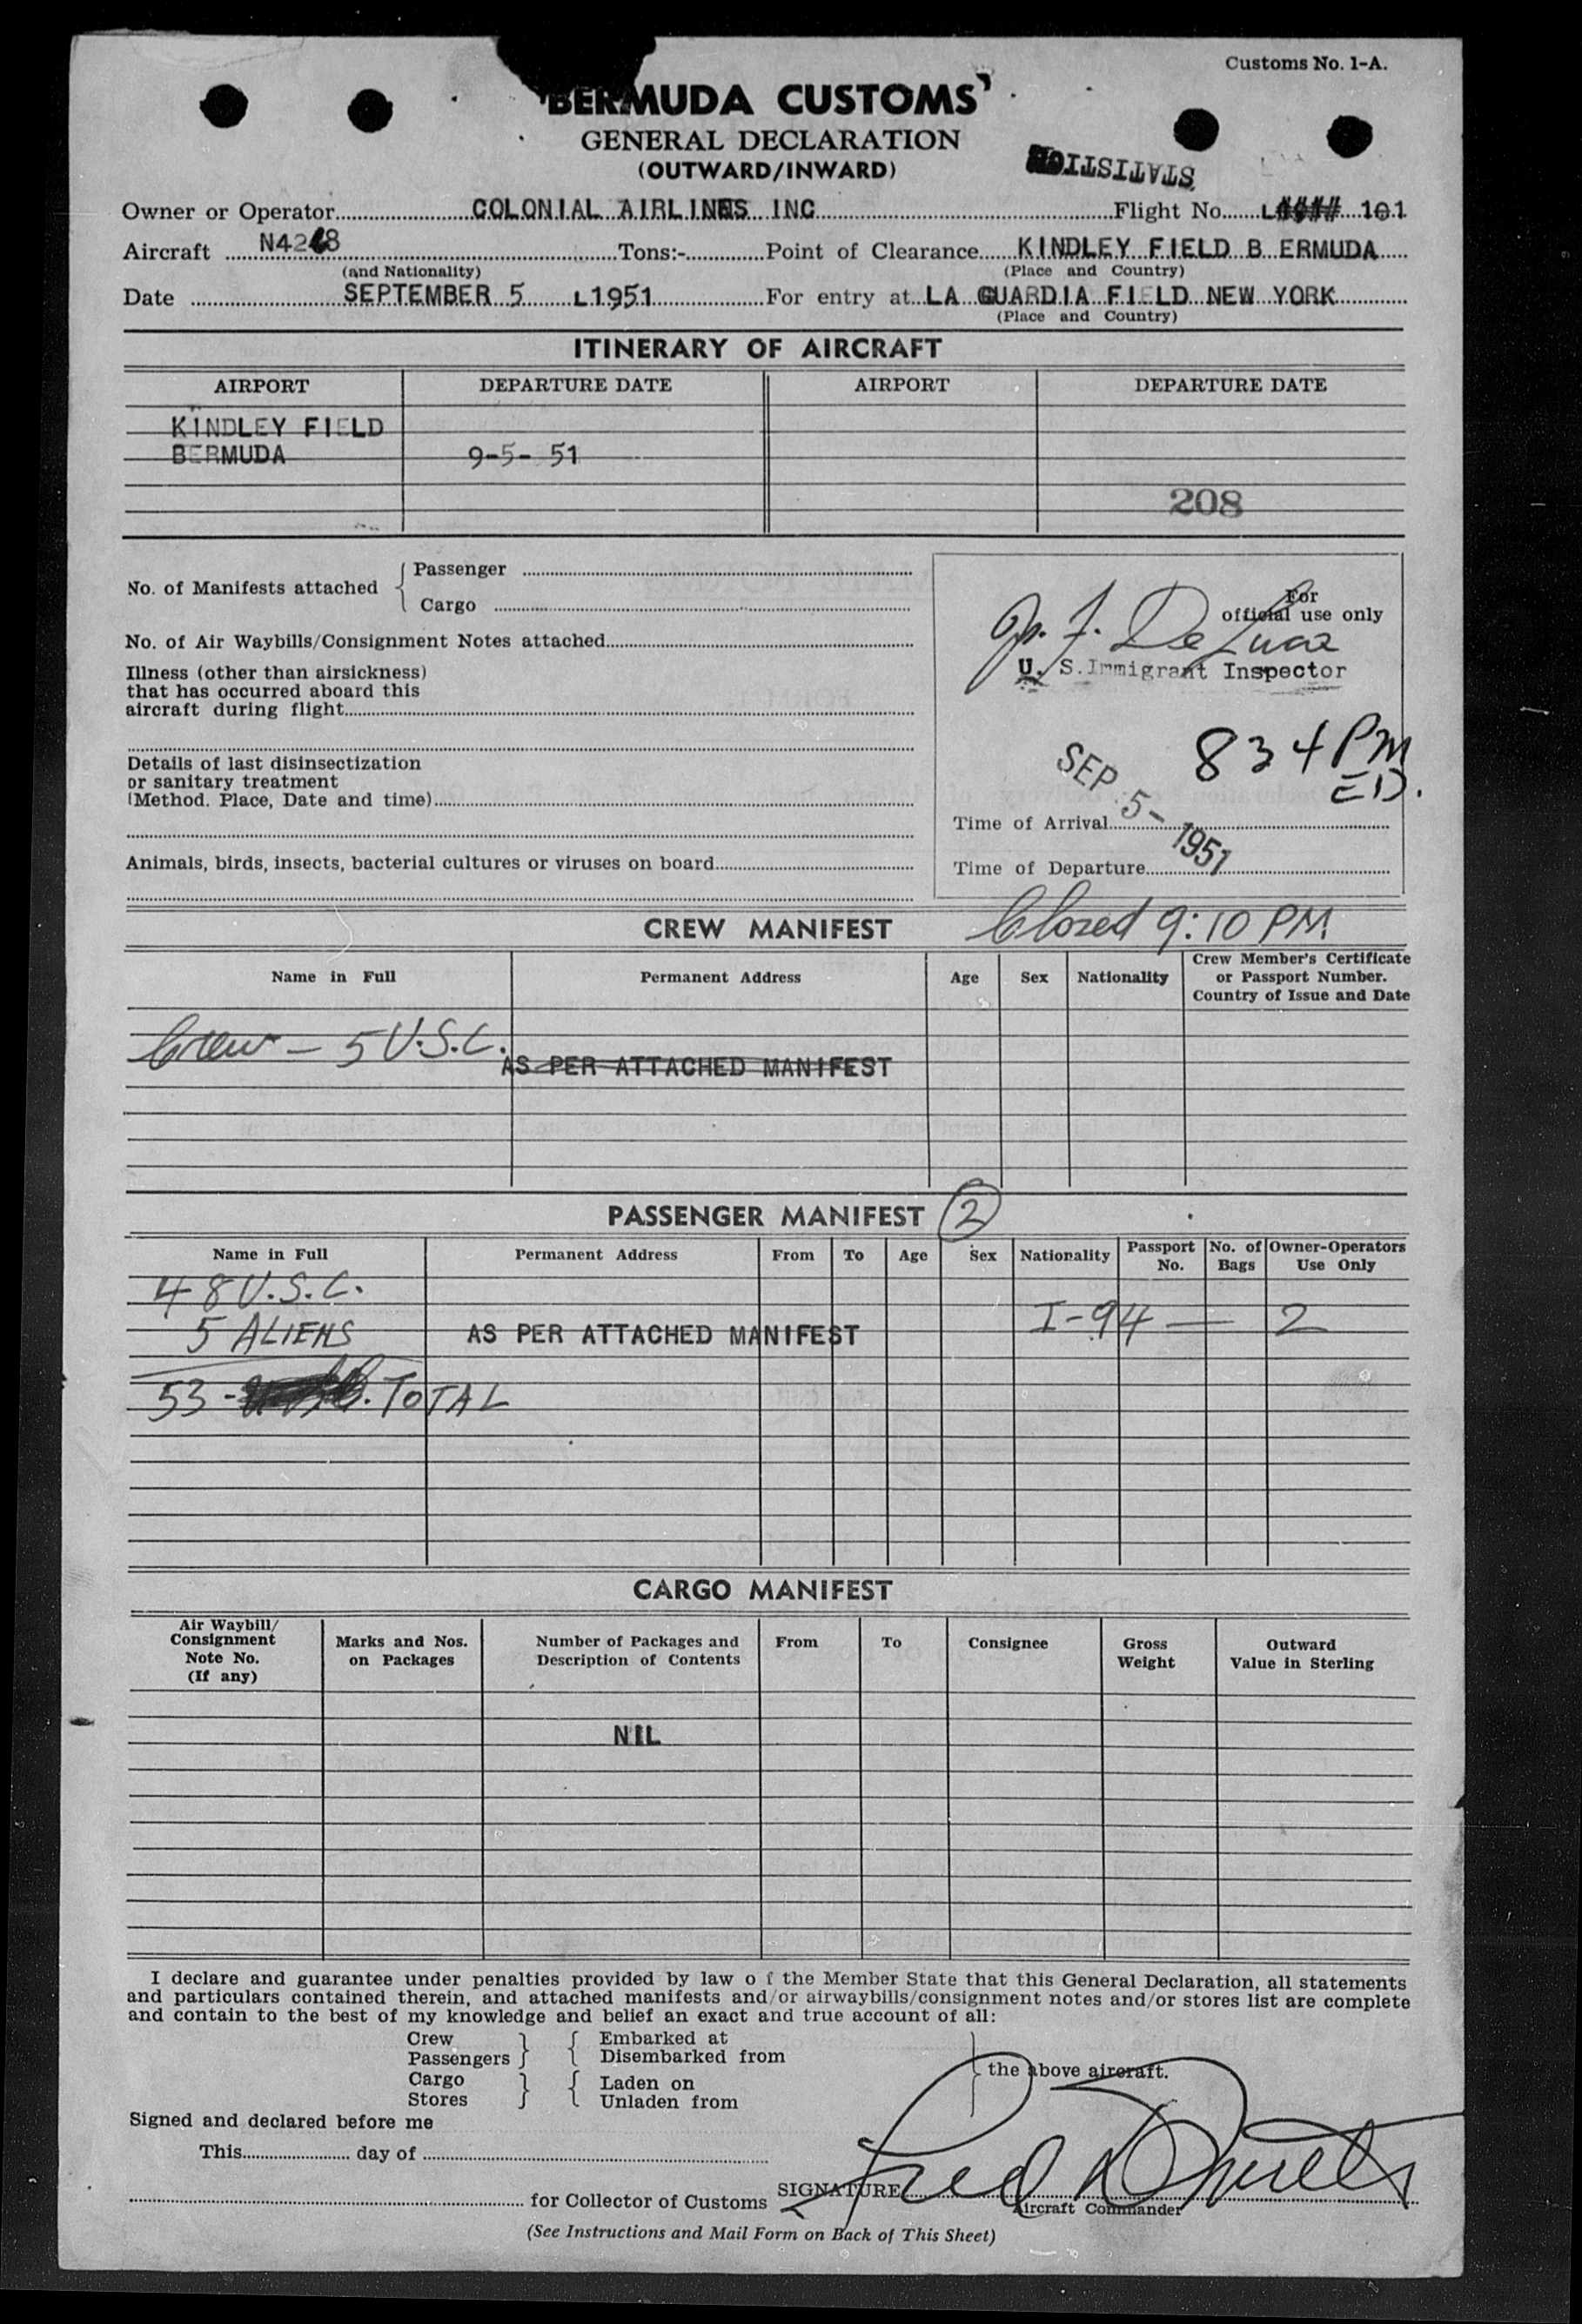 Customs No. 1-A.
BERMUDA CUSTOMS
GENERAL DECLARATION
(OUTWARD/INWARD)
Owner or Operator COLONIAL AIRLINES INC Flight No. 101
Aircraft Tons:- Point of Clearance KINDLEY FIELD B ERMUDA
(and Nationality) (Place and Country)
Date SEPTEMBER 5 L1951 For entry at LA GUARDIA FIELD NEW YORK
(Place and Country)
ITINERARY OF AIRCRAFT
AIRPORT DEPARTURE DATE AIRPORT DEPARTURE DATE
KINDLEY FIELD
BERMUDA 9-5- 51
208
No. of Manifests attached { Passenger
Cargo
No. of Air Waybills/Consignment Notes attached
Illness (other than airsickness)
that has occurred aboard this
aircraft during flight
Details of last disinsectization
or sanitary treatment
(Method. Place, Date and time)
Animals, birds, insects, bacterial cultures or viruses on board
For
official use only
De Luca
U. S. Immigrant Inspector
834 PM
E.D.
SEP 5- 1951
Time of Arrival
Time of Departure
Closed 9:10 PM
CREW MANIFEST
Name in Full Permanent Address Age Sex Nationality Crew Member's Certificate
or Passport Number.
Country of Issue and Date
Crew - 5 U.S.C.
AS PER ATTACHED MANIFEST
PASSENGER MANIFEST 2
Name in Full Permanent Address From To Age Sex Nationality Passport No. No. of Bags Owner-Operators Use Only
48 U.S.C.
5 ALIENS AS PER ATTACHED MANIFEST I-94 — 2
53 - TOTAL
CARGO MANIFEST
Air Waybill/
Consignment
Note No.
(If any)
Marks and Nos.
on Packages
Number of Packages and
Description of Contents
From To Consignee Gross
Weight
Outward
Value in Sterling
NIL
I declare and guarantee under penalties provided by law o f the Member State that this General Declaration, all statements
and particulars contained therein, and attached manifests and/or airwaybills/consignment notes and/or stores list are complete
and contain to the best of my knowledge and belief an exact and true account of all:
Crew } { Embarked at
Passengers } { Disembarked from
the above aircraft.
Cargo } { Laden on
Stores } { Unladen from
Signed and declared before me
This day of
for Collector of Customs SIGNATURE Fred
Aircraft Commander
(See Instructions and Mail Form on Back of This Sheet)